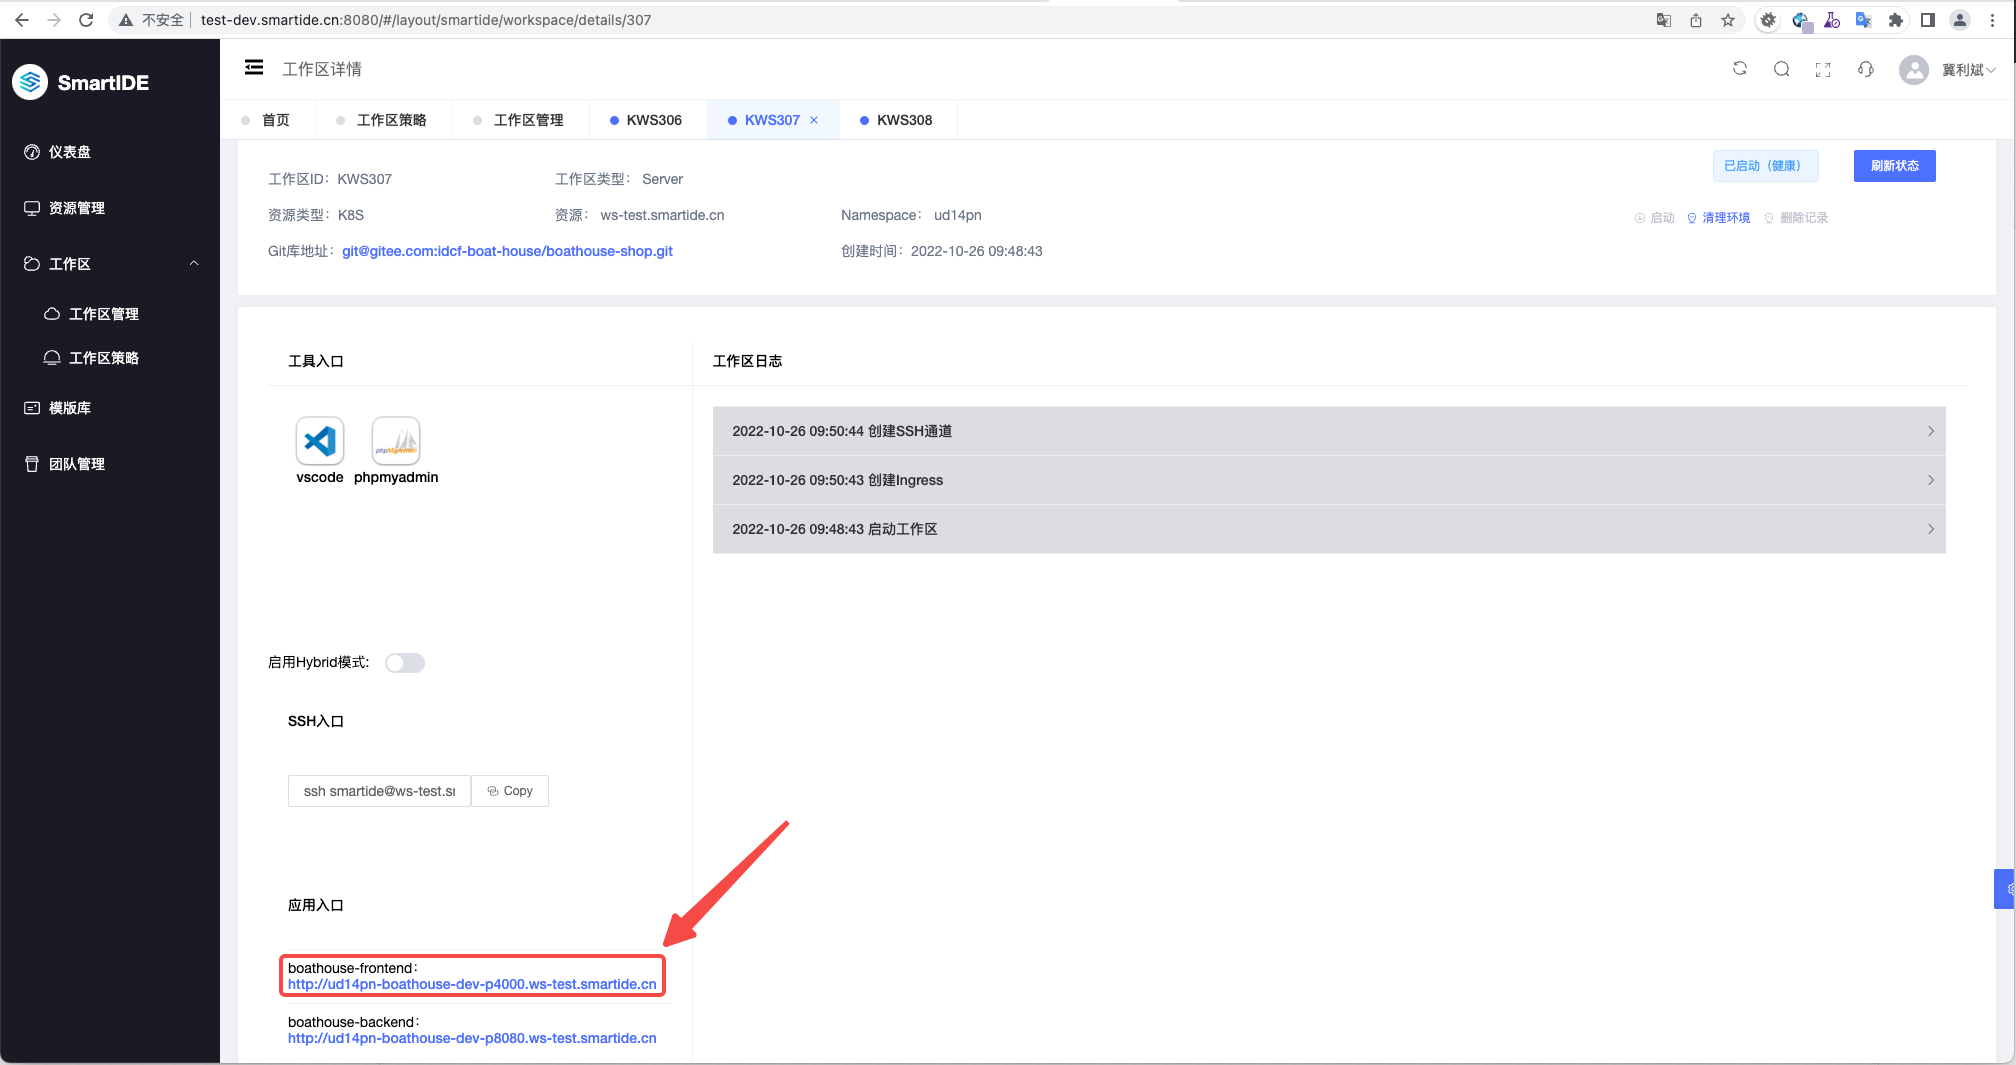 不安全 test-dev.smartide.cn:8080/#/layout/smartide/workspace/details/307
SmartIDE
工作区详情
冀利斌
首页
工作区策略
工作区管理
KWS306
KWS307 ×
KWS308
仪表盘
资源管理
工作区
工作区管理
工作区策略
模版库
团队管理
已启动（健康）
刷新状态
工作区ID：KWS307
工作区类型： Server
资源类型：K8S
资源： ws-test.smartide.cn
Namespace： ud14pn
启动
清理环境
删除记录
Git库地址：git@gitee.com:idcf-boat-house/boathouse-shop.git
创建时间：2022-10-26 09:48:43
工具入口
vscode
phpMyAdmin
phpmyadmin
启用Hybrid模式:
SSH入口
ssh smartide@ws-test.sr
Copy
应用入口
boathouse-frontend：
http://ud14pn-boathouse-dev-p4000.ws-test.smartide.cn
boathouse-backend：
http://ud14pn-boathouse-dev-p8080.ws-test.smartide.cn
工作区日志
2022-10-26 09:50:44 创建SSH通道
2022-10-26 09:50:43 创建Ingress
2022-10-26 09:48:43 启动工作区